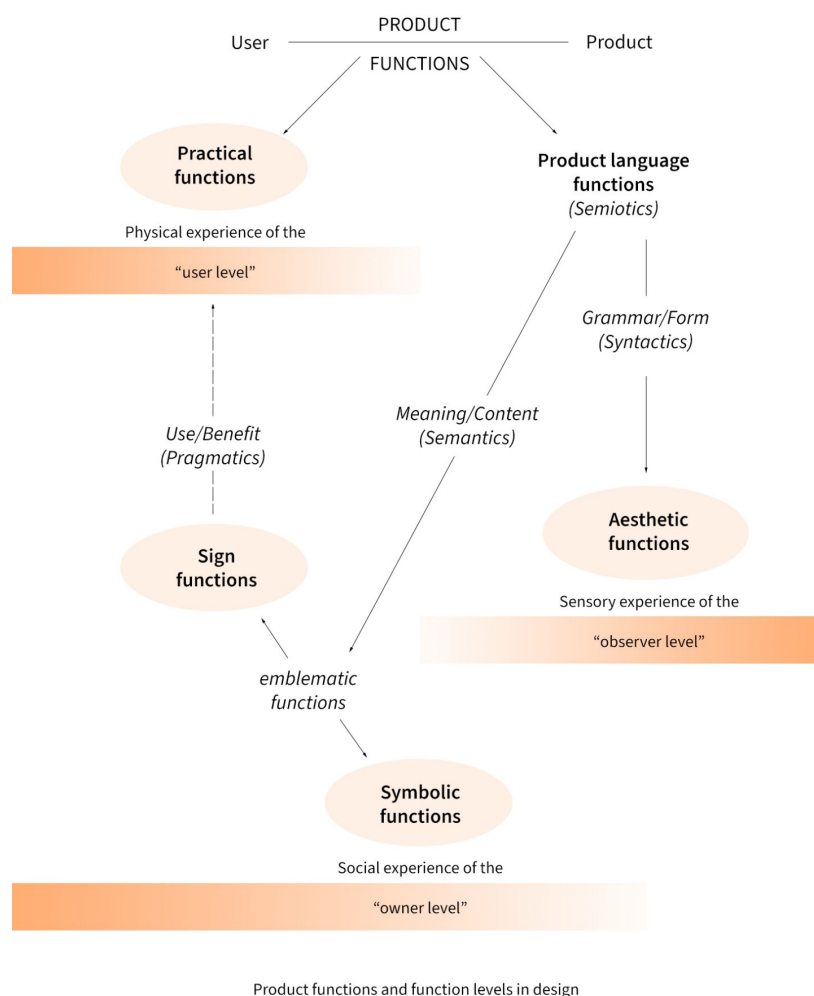 PRODUCT
User
Product
FUNCTIONS
Practical
functions
Product language
functions
(Semiotics)
Physical experience of the
“user level”
Grammar/Form
(Syntactics)
Meaning/Content
(Semantics)
Use/Benefit
(Pragmatics)
Aesthetic
functions
Sign
functions
Sensory experience of the
“observer level”
emblematic
functions
Symbolic
functions
Social experience of the
“owner level”
Product functions and function levels in design